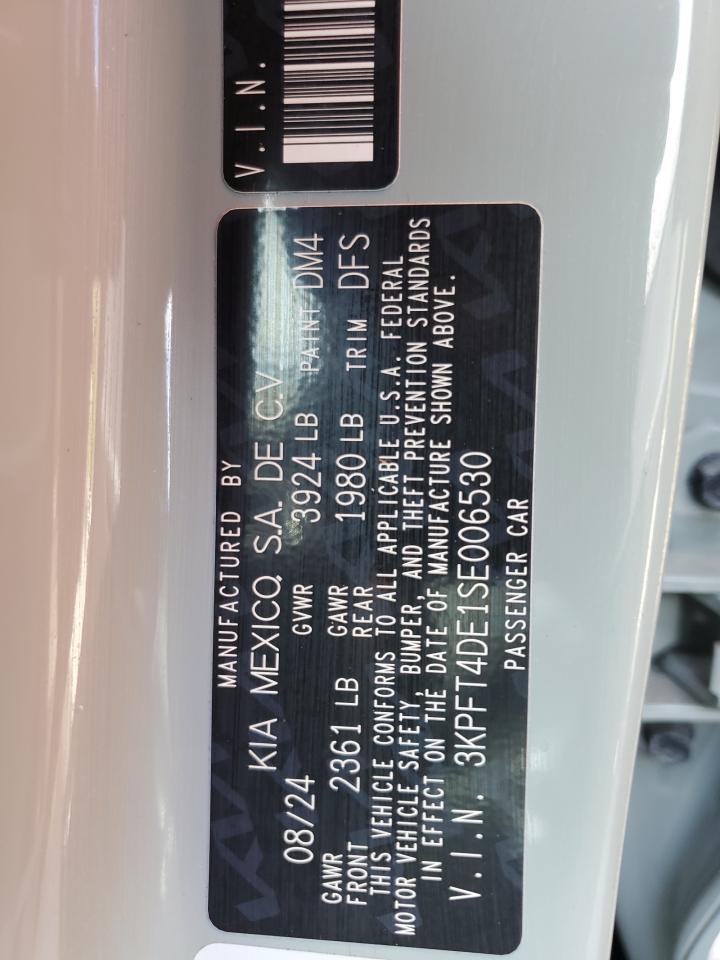 V.I.N.
MANUFACTURED BY
KIA MEXICO, S.A. DE C.V
08/24 GVWR 3924 LB PAINT DM4
GAWR FRONT 2361 LB GAWR REAR 1980 LB TRIM DFS
THIS VEHICLE CONFORMS TO ALL APPLICABLE U.S.A. FEDERAL
MOTOR VEHICLE SAFETY, BUMPER, AND THEFT PREVENTION STANDARDS
IN EFFECT ON THE DATE OF MANUFACTURE SHOWN ABOVE.
V.I.N. 3KPFT4DE1SE006530
PASSENGER CAR